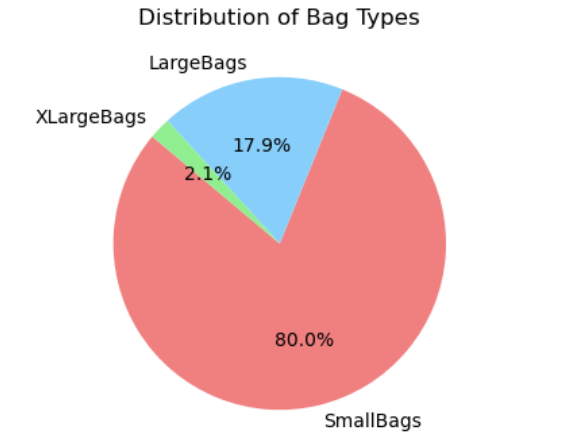 Distribution of Bag Types
LargeBags
XLargeBags
17.9%
2.1%
80.0%
SmallBags